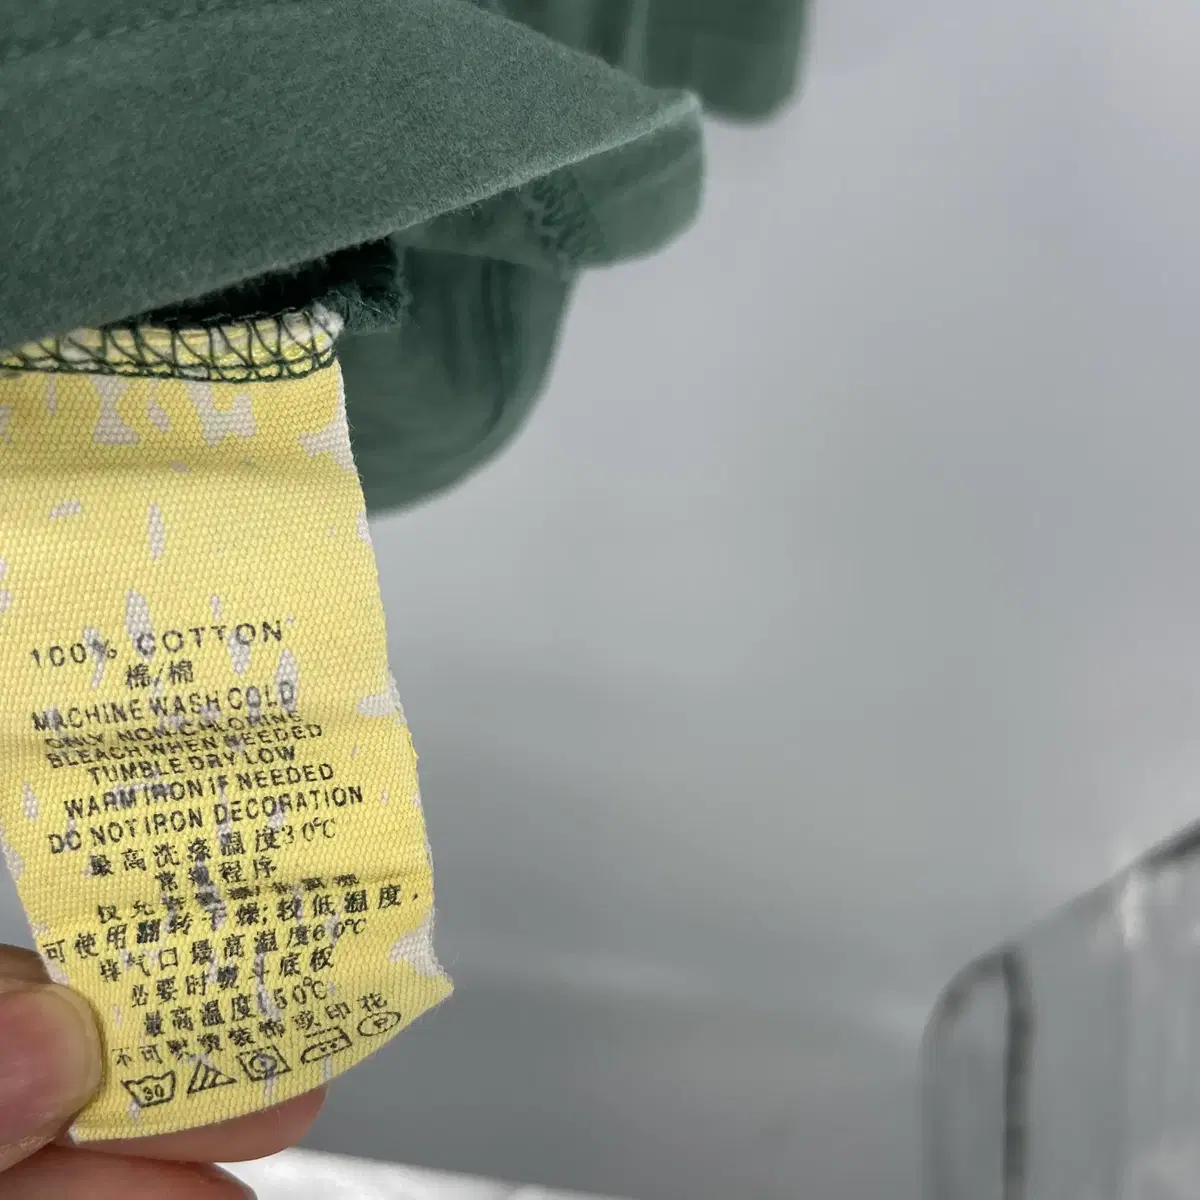 100% COTTON
棉/棉
MACHINE WASH COLD
ONLY NON-CHLORINE
BLEACH WHEN NEEDED
TUMBLE DRY LOW
WARM IRON IF NEEDED
DO NOT IRON DECORATION
最高洗涤温度30℃
常规程序
仅允许
可使用翻转干燥;较低温度,
排气口最高温度60℃
必要时熨斗底板
最高温度150℃
不可熨烫装饰或印花
30 P